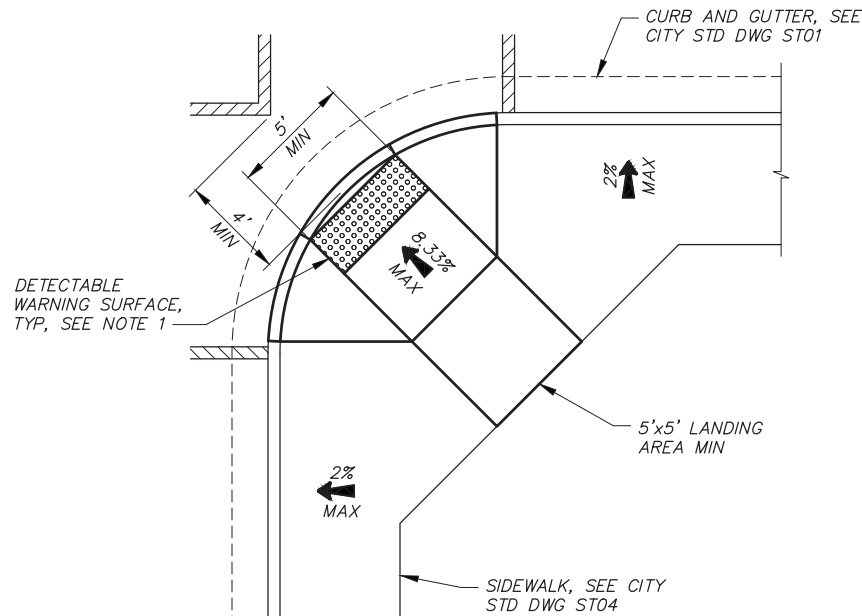 CURB AND GUTTER, SEE
CITY STD DWG ST01
5'
MIN
4'
MIN
2%
MAX
8.33%
MAX
DETECTABLE
WARNING SURFACE,
TYP, SEE NOTE 1
5'x5' LANDING
AREA MIN
2%
MAX
SIDEWALK, SEE CITY
STD DWG ST04